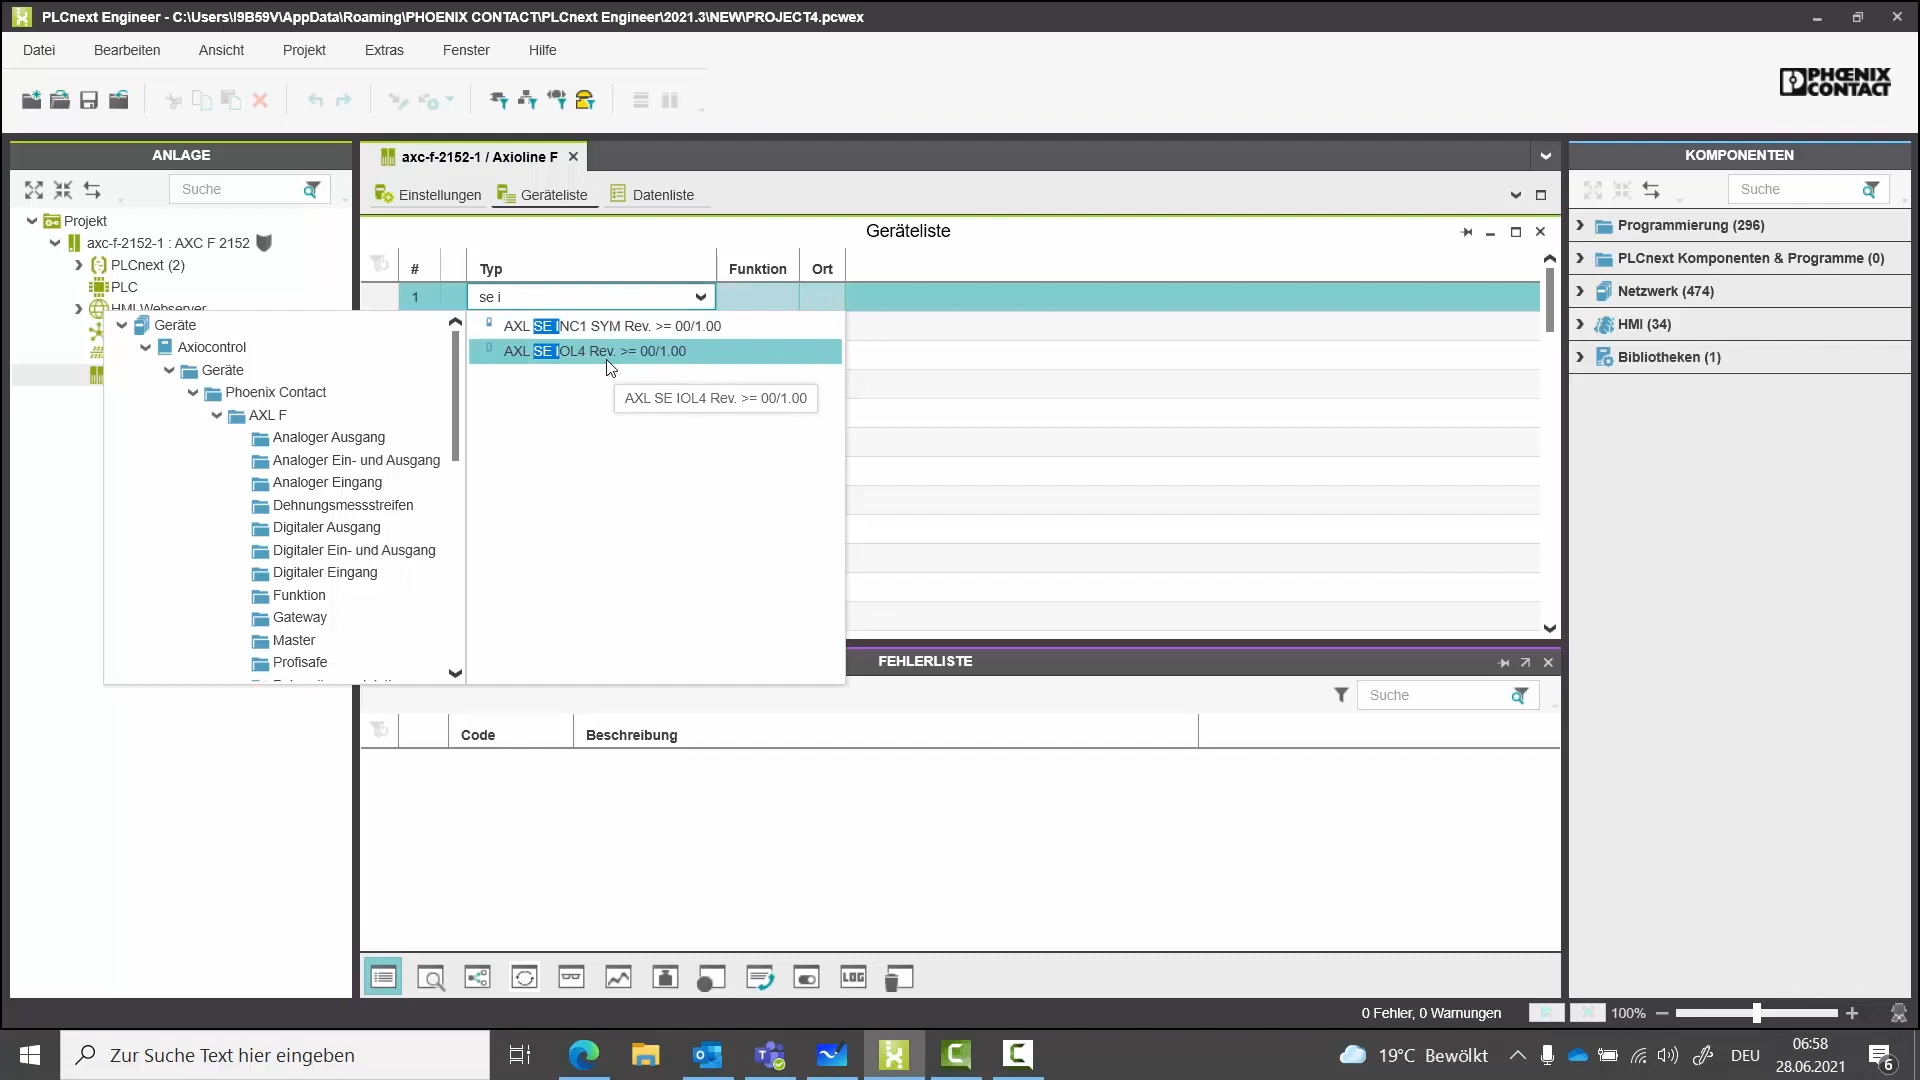 PLCnext Engineer - C:\Users\I9B59V\AppData\Roaming\PHOENIX CONTACT\PLCnext Engineer\2021.3\NEW\PROJECT4.pcwex
Datei Bearbeiten Ansicht Projekt Extras Fenster Hilfe
PHŒNIX
CONTACT
ANLAGE
Suche
Projekt
axc-f-2152-1 : AXC F 2152
PLCnext (2)
PLC
HMI Webserver
axc-f-2152-1 / Axioline F
Einstellungen Geräteliste Datenliste
Geräteliste
# Typ Funktion Ort
1 se i
Geräte
Axiocontrol
Geräte
Phoenix Contact
AXL F
Analoger Ausgang
Analoger Ein- und Ausgang
Analoger Eingang
Dehnungsmessstreifen
Digitaler Ausgang
Digitaler Ein- und Ausgang
Digitaler Eingang
Funktion
Gateway
Master
Profisafe
AXL SE INC1 SYM Rev. >= 00/1.00
AXL SE IOL4 Rev. >= 00/1.00
AXL SE IOL4 Rev. >= 00/1.00
FEHLERLISTE
Suche
Code Beschreibung
KOMPONENTEN
Suche
Programmierung (296)
PLCnext Komponenten & Programme (0)
Netzwerk (474)
HMI (34)
Bibliotheken (1)
LOG
0 Fehler, 0 Warnungen
100%
Zur Suche Text hier eingeben
19°C Bewölkt
DEU
06:58
28.06.2021
6